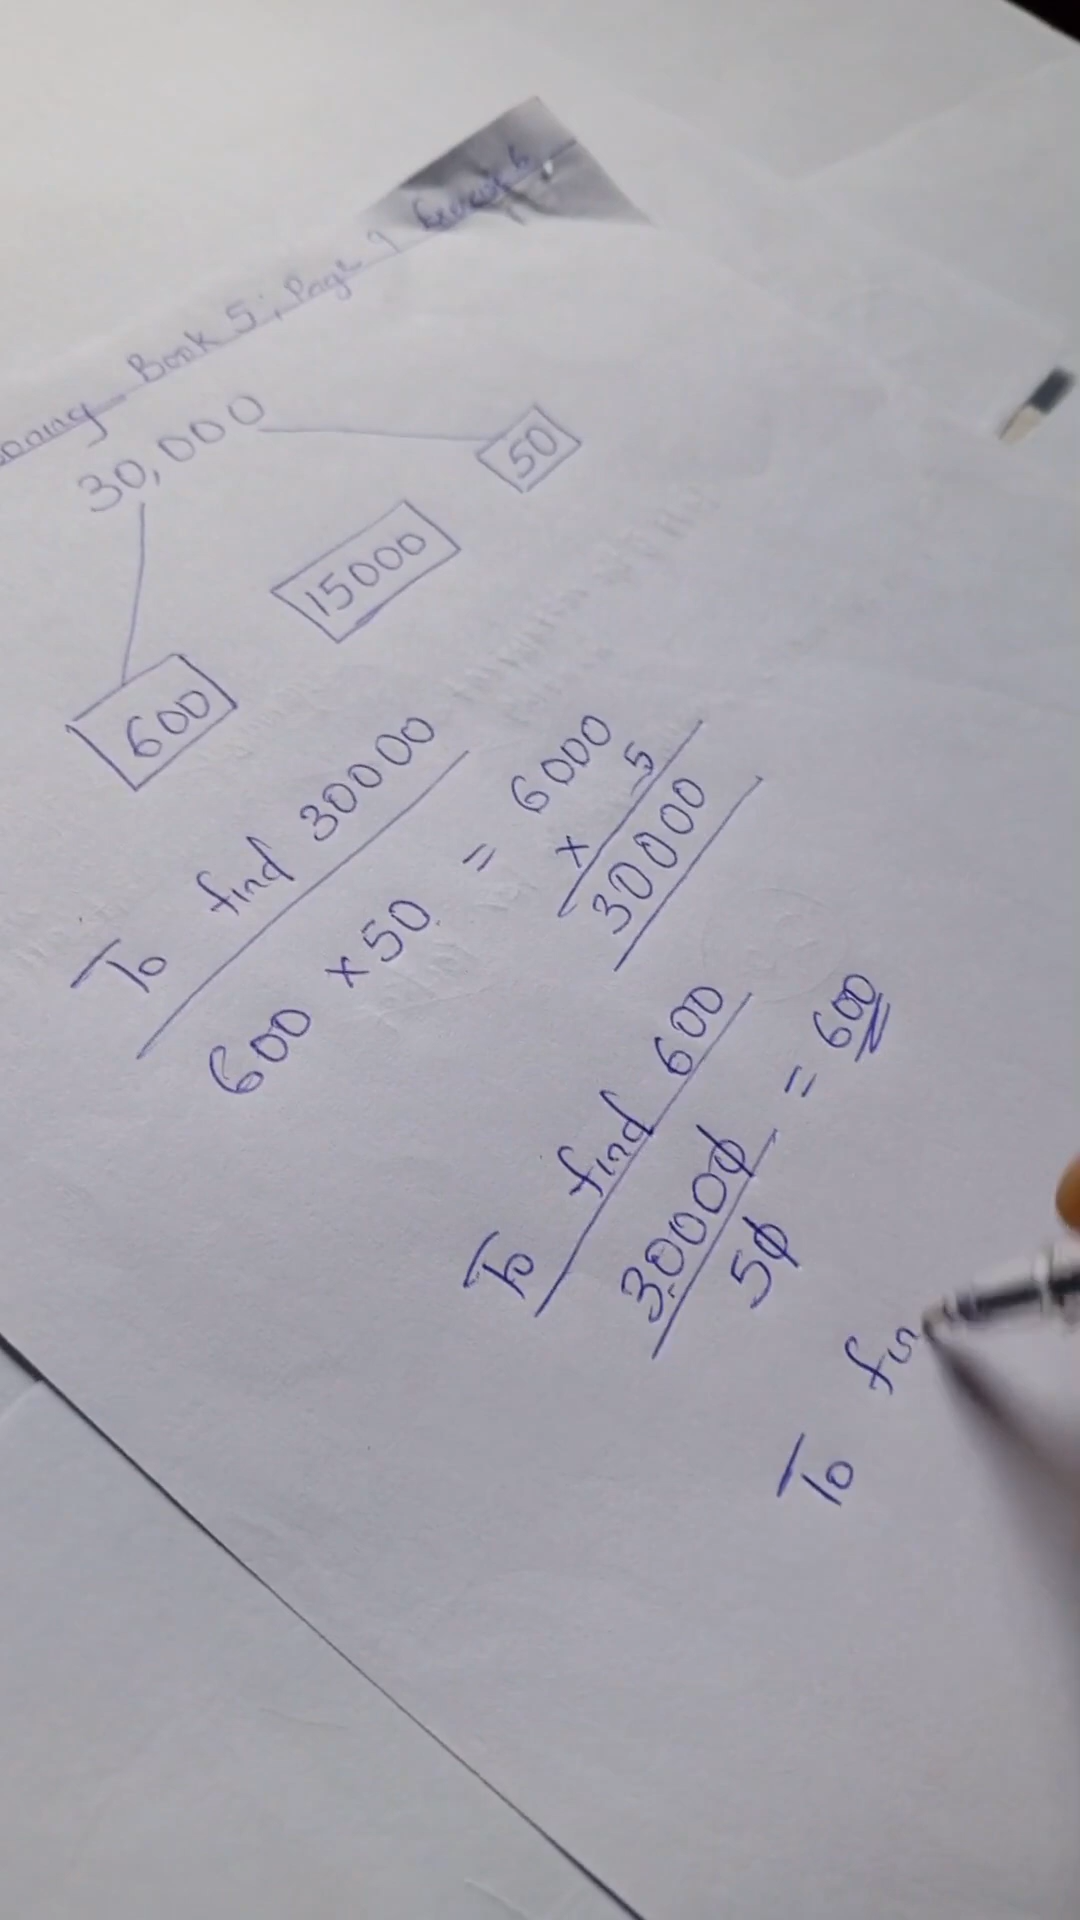 Book 5; Page 9
30,000
50
15000
600
To find 30000
600 × 50 = 6000
× 5
30000
To find 600
30000
50
= 600
To